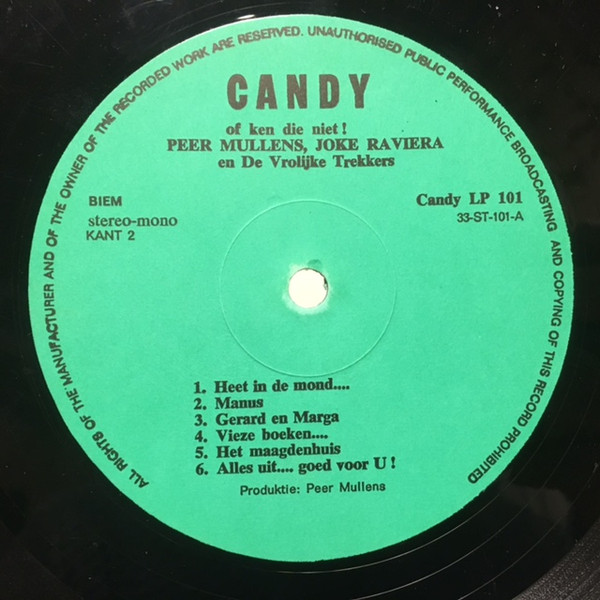 ALL RIGHTS OF THE MANUFACTURER AND OF THE OWNER OF THE RECORDED WORK ARE RESERVED. UNAUTHORISED PUBLIC PERFORMANCE BROADCASTING AND COPYING OF THIS RECORD PROHIBITED
CANDY
of ken die niet!
PEER MULLENS, JOKE RAVIERA
en De Vrolijke Trekkers
BIEM
stereo-mono
KANT 2
Candy LP 101
33-ST-101-A
1. Heet in de mond....
2. Manus
3. Gerard en Marga
4. Vieze boeken....
5. Het maagdenhuis
6. Alles uit.... goed voor U!
Produktie: Peer Mullens